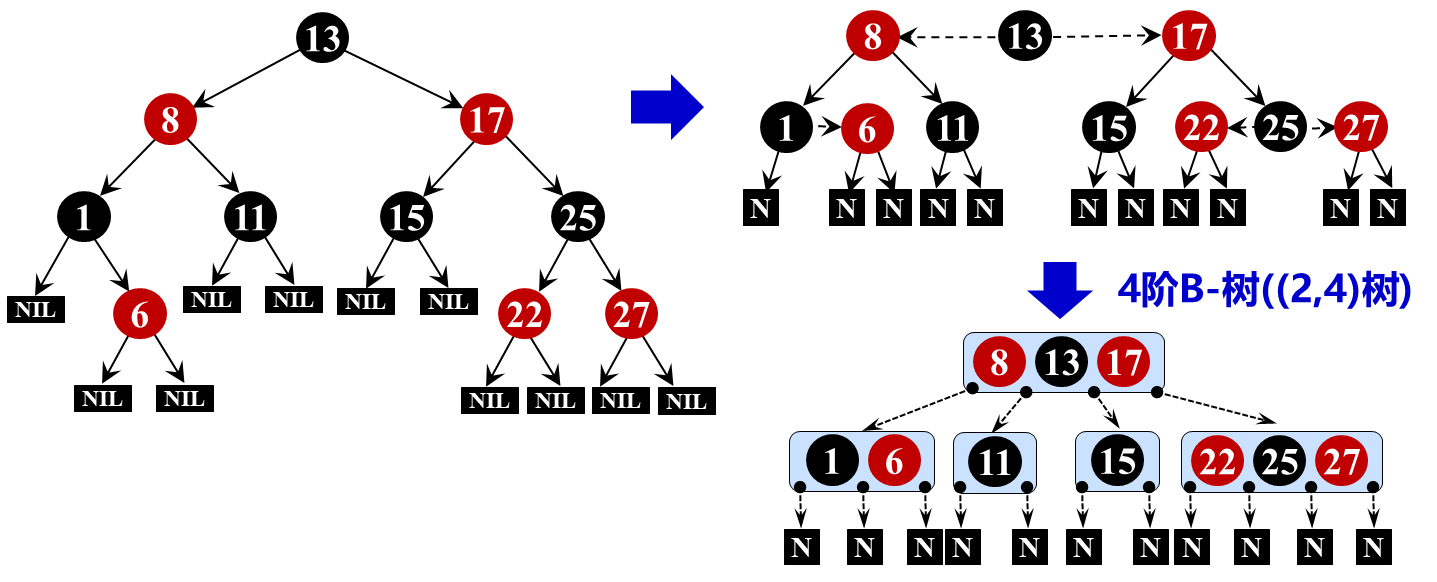 13
8 17
1 11 15 25
NIL NIL NIL NIL NIL
6 22 27
NIL NIL NIL NIL NIL NIL
8 13 17
1 6 11 15 22 25 27
N N N N N N N N N N N
4阶B-树((2,4)树)
8 13 17
1 6 11 15 22 25 27
N N N N N N N N N N N